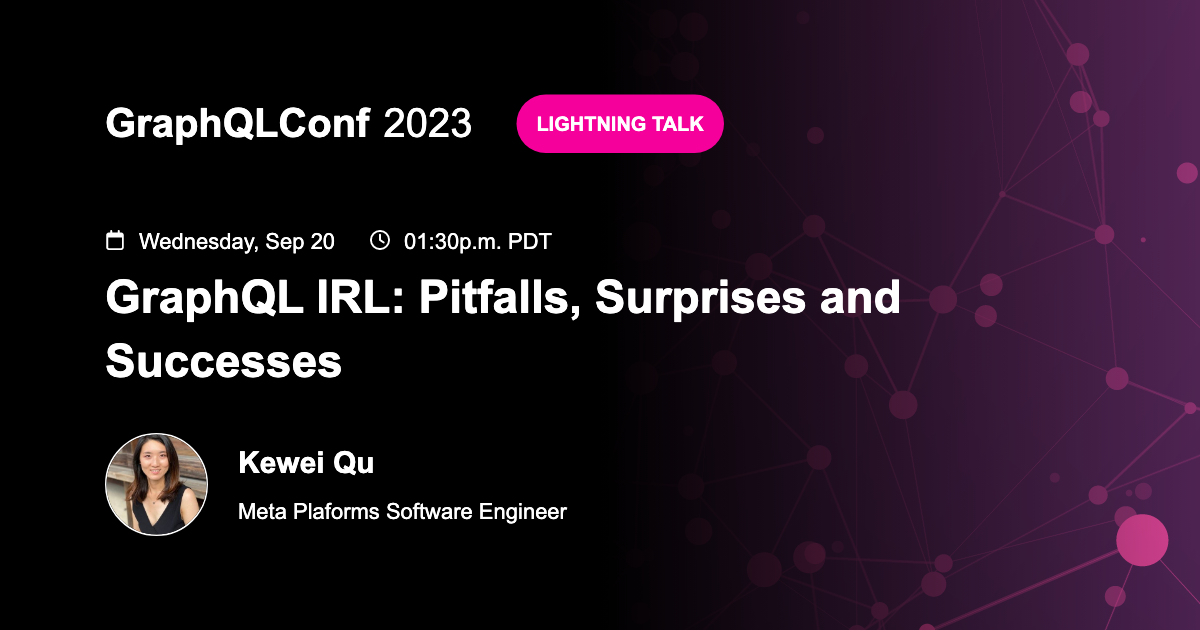 GraphQLConf 2023
LIGHTNING TALK
Wednesday, Sep 20
01:30p.m. PDT
GraphQL IRL: Pitfalls, Surprises and
Successes
Kewei Qu
Meta Plaforms Software Engineer